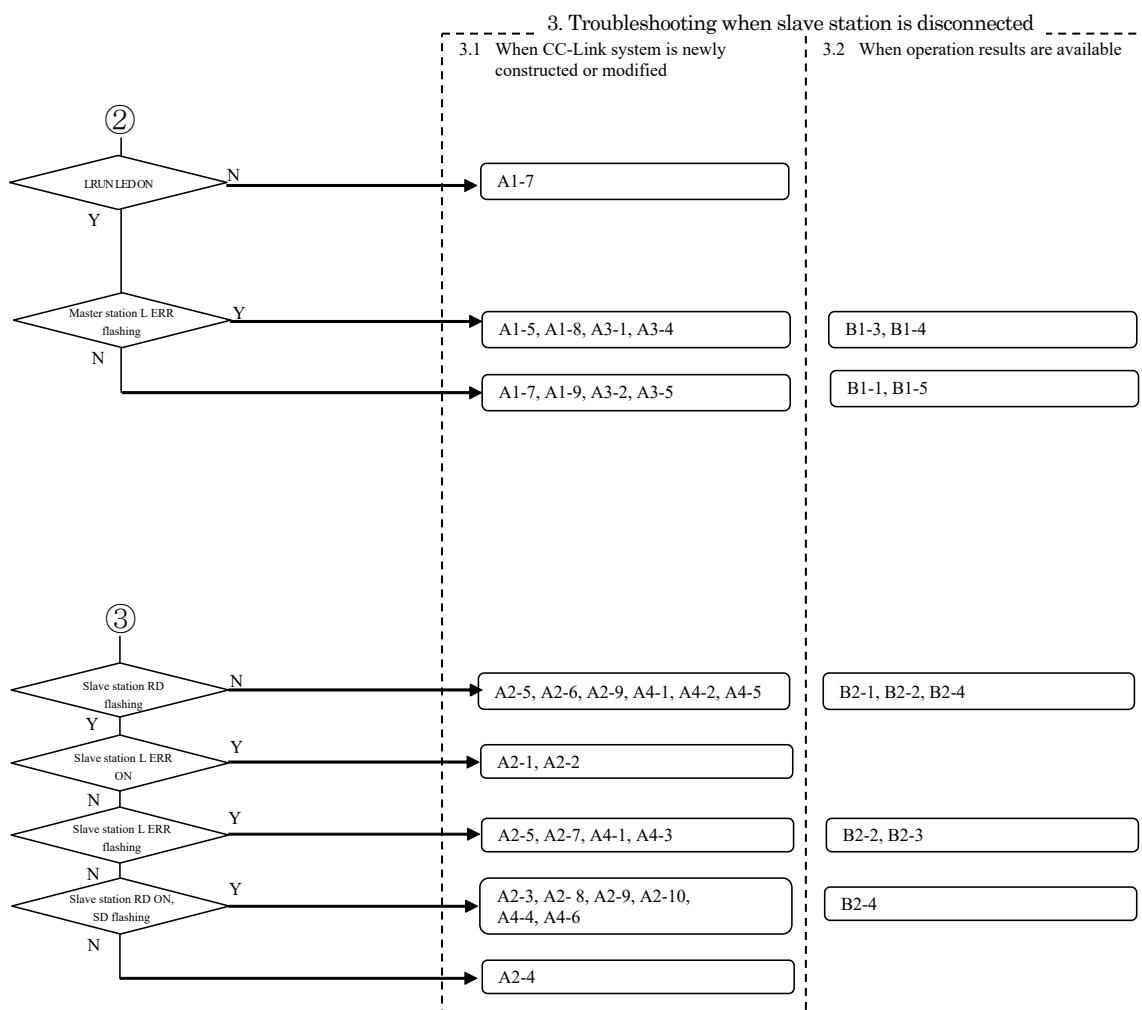 3. Troubleshooting when slave station is disconnected
3.1 When CC-Link system is newly
constructed or modified
3.2 When operation results are available
②
LRUN LED ON
N
A1-7
Y
Master station L ERR
flashing
Y
A1-5, A1-8, A3-1, A3-4
B1-3, B1-4
N
A1-7, A1-9, A3-2, A3-5
B1-1, B1-5
③
Slave station RD
flashing
N
A2-5, A2-6, A2-9, A4-1, A4-2, A4-5
B2-1, B2-2, B2-4
Y
Slave station L ERR
ON
Y
A2-1, A2-2
N
Slave station L ERR
flashing
Y
A2-5, A2-7, A4-1, A4-3
B2-2, B2-3
N
Slave station RD ON,
SD flashing
Y
A2-3, A2- 8, A2-9, A2-10,
A4-4, A4-6
B2-4
N
A2-4